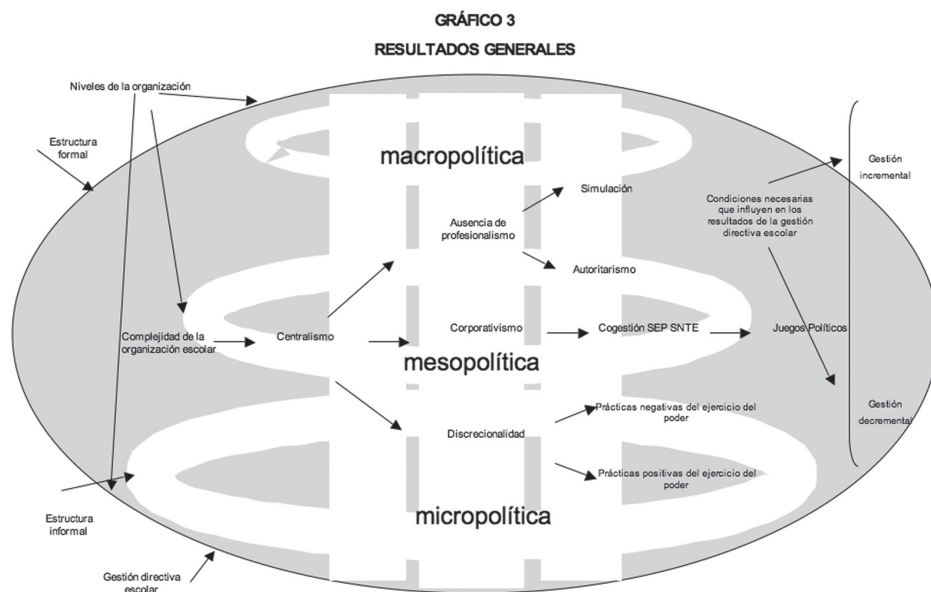 GRÁFICO 3
RESULTADOS GENERALES
Niveles de la organización
Estructura
formal
macropolítica
Simulación
Ausencia de
profesionalismo
Autoritarismo
Condiciones necesarias
que influyen en los
resultados de la gestión
directiva escolar
Gestión
incremental
Complejidad de la
organización escolar
Centralismo
Corporativismo
Cogestión SEP SNTE
Juegos Políticos
mesopolítica
Discrecionalidad
Prácticas negativas del ejercicio del
poder
Gestión
decremental
Prácticas positivas del ejercicio del
poder
micropolítica
Estructura
informal
Gestión directiva
escolar